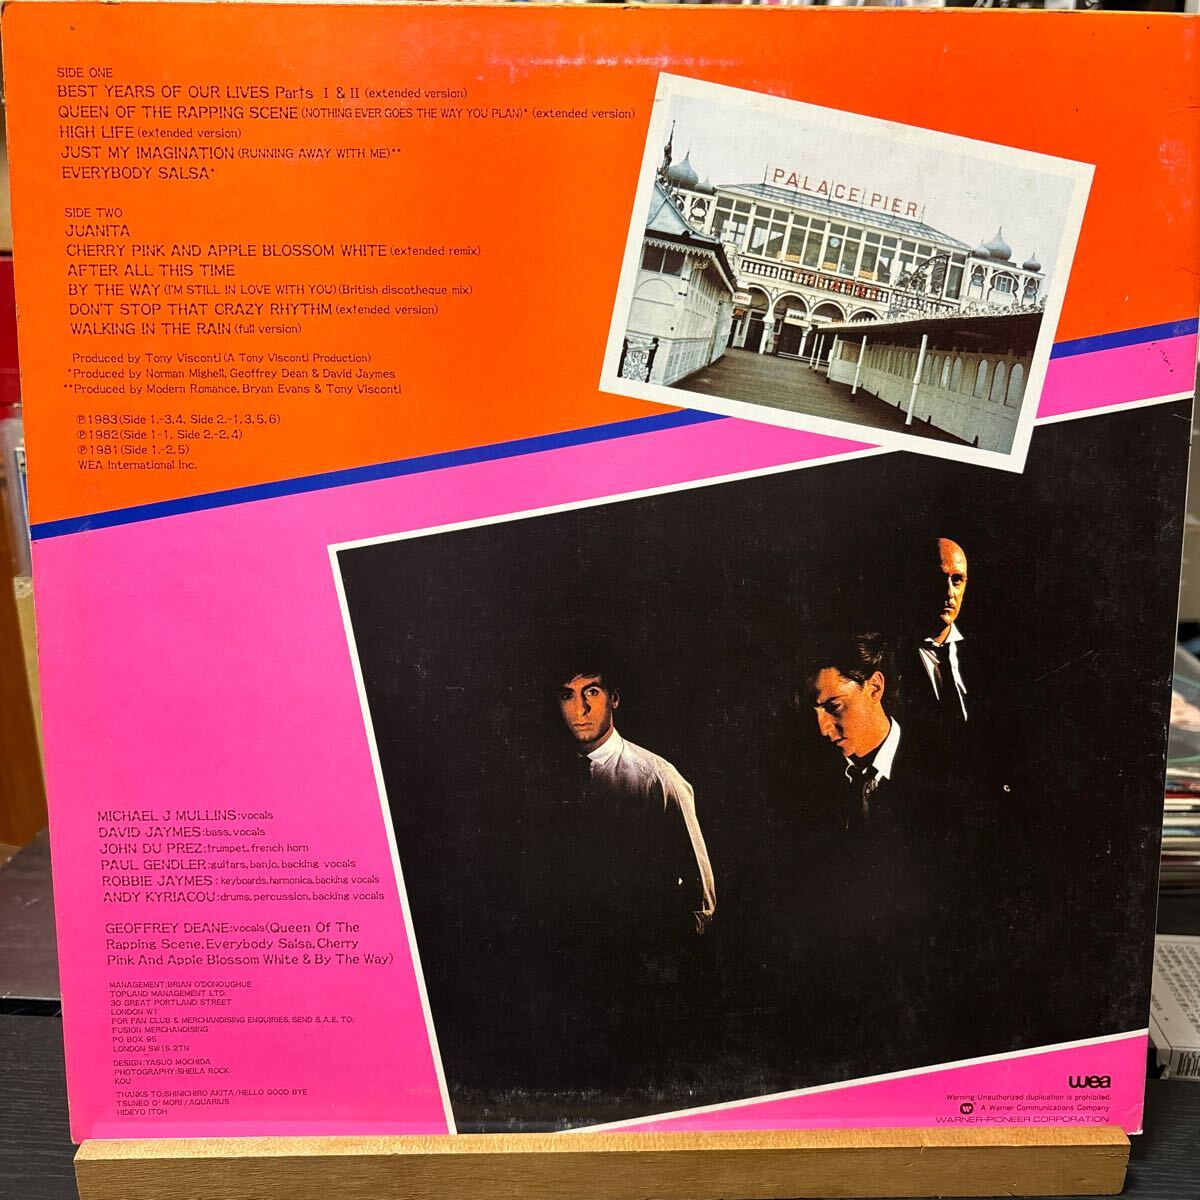 SIDE ONE
BEST YEARS OF OUR LIVES Parts I & II (extended version)
QUEEN OF THE RAPPING SCENE (NOTHING EVER GOES THE WAY YOU PLAN)* (extended version)
HIGH LIFE (extended version)
JUST MY IMAGINATION (RUNNING AWAY WITH ME)**
EVERYBODY SALSA*
SIDE TWO
JUANITA
CHERRY PINK AND APPLE BLOSSOM WHITE (extended remix)
AFTER ALL THIS TIME
BY THE WAY (I'M STILL IN LOVE WITH YOU) (British discotheque mix)
DON'T STOP THAT CRAZY RHYTHM (extended version)
WALKING IN THE RAIN (full version)
Produced by Tony Visconti (A Tony Visconti Production)
*Produced by Norman Mighell, Geoffrey Dean & David Jaymes
**Produced by Modern Romance, Bryan Evans & Tony Visconti
℗1983 (Side 1.-3.4, Side 2.-1,3,5,6)
℗1982 (Side 1-1, Side 2.-2,4)
℗1981 (Side 1.-2,5)
WEA International Inc.
PALACE PIER
MICHAEL J MULLINS:vocals
DAVID JAYMES:bass, vocals
JOHN DU PREZ:trumpet, french horn
PAUL GENDLER:guitars, banjo, backing vocals
ROBBIE JAYMES: keyboards, harmonica, backing vocals
ANDY KYRIACOU:drums, percussion, backing vocals
GEOFFREY DEANE:vocals (Queen Of The
Rapping Scene, Everybody Salsa, Cherry
Pink And Apple Blossom White & By The Way)
MANAGEMENT:BRIAN O'DONOUGHUE
TOPLAND MANAGEMENT LTD.
30 GREAT PORTLAND STREET
LONDON W1
FOR FAN CLUB & MERCHANDISING ENQUIRIES, SEND S.A.E. TO:
FUSION MERCHANDISING
PO BOX 95
LONDON SW15 2TN
DESIGN:YASUO MOCHIDA
PHOTOGRAPHY:SHEILA ROCK
KOU
THANKS TO;SHINICHIRO AKITA/HELLO GOOD BYE
TSUNEO O'MORI/AQUARIUS
HIDEYO ITOH
wea
Warning:Unauthorized duplication is prohibited.
A Warner Communications Company
WARNER-PIONEER CORPORATION